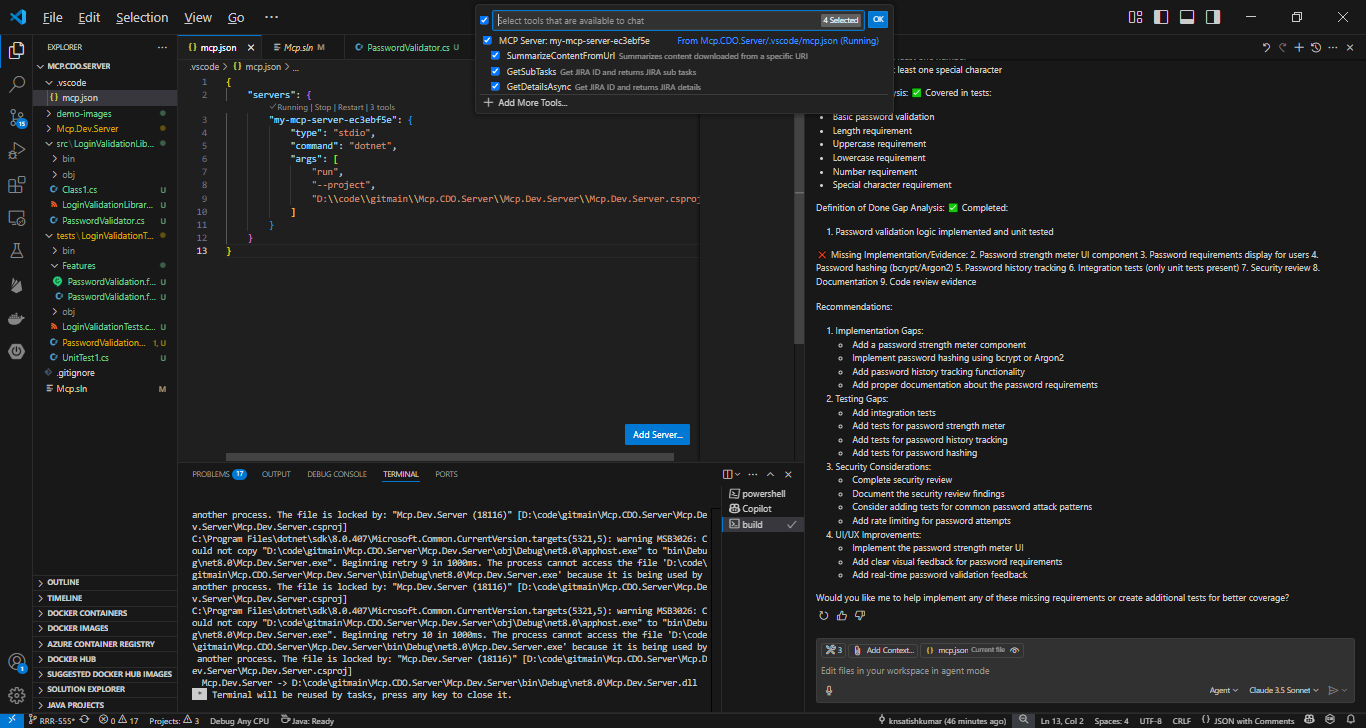 File Edit Selection View Go ···
Select tools that are available to chat 4 Selected OK
MCP Server: my-mcp-server-ec3ebf5e From Mcp.CDO.Server/.vscode/mcp.json (Running)
SummarizeContentFromUrl Summarizes content downloaded from a specific URI
GetSubTasks Get JIRA ID and returns JIRA sub tasks
GetDetailsAsync Get JIRA ID and returns JIRA details
Add More Tools...
EXPLORER ···
MCP.CDO.SERVER
.vscode
mcp.json
demo-images
Mcp.Dev.Server
src \ LoginValidationLib...
bin
obj
Class1.cs U
LoginValidationLibrar... U
PasswordValidator.cs U
tests \ LoginValidationT...
bin
Features
PasswordValidation.f... U
PasswordValidation.f... U
obj
LoginValidationTests.c... U
PasswordValidation... 1, U
UnitTest1.cs U
.gitignore
Mcp.sln M
OUTLINE
TIMELINE
DOCKER CONTAINERS
DOCKER IMAGES
AZURE CONTAINER REGISTRY
DOCKER HUB
SUGGESTED DOCKER HUB IMAGES
SOLUTION EXPLORER
JAVA PROJECTS
15
1
mcp.json Mcp.sln M PasswordValidator.cs U
.vscode > {} mcp.json > ...
1 {
2 "servers": {
Running | Stop | Restart | 3 tools
3 "my-mcp-server-ec3ebf5e": {
4 "type": "stdio",
5 "command": "dotnet",
6 "args": [
7 "run",
8 "--project",
9 "D:\\code\\gitmain\\Mcp.CDO.Server\\Mcp.Dev.Server\\Mcp.Dev.Server.csproj
10 ]
11 }
12 }
13 }
Add Server...
PROBLEMS 17 OUTPUT DEBUG CONSOLE TERMINAL PORTS
another process. The file is locked by: "Mcp.Dev.Server (18116)" [D:\code\gitmain\Mcp.CDO.Server\Mcp.De
v.Server\Mcp.Dev.Server.csproj]
C:\Program Files\dotnet\sdk\8.0.407\Microsoft.Common.CurrentVersion.targets(5321,5): warning MSB3026: C
ould not copy "D:\code\gitmain\Mcp.CDO.Server\Mcp.Dev.Server\obj\Debug\net8.0\apphost.exe" to "bin\Debu
g\net8.0\Mcp.Dev.Server.exe". Beginning retry 9 in 1000ms. The process cannot access the file 'D:\code\
gitmain\Mcp.CDO.Server\Mcp.Dev.Server\bin\Debug\net8.0\Mcp.Dev.Server.exe' because it is being used by
another process. The file is locked by: "Mcp.Dev.Server (18116)" [D:\code\gitmain\Mcp.CDO.Server\Mcp.De
v.Server\Mcp.Dev.Server.csproj]
C:\Program Files\dotnet\sdk\8.0.407\Microsoft.Common.CurrentVersion.targets(5321,5): warning MSB3026: C
ould not copy "D:\code\gitmain\Mcp.CDO.Server\Mcp.Dev.Server\obj\Debug\net8.0\apphost.exe" to "bin\Debu
g\net8.0\Mcp.Dev.Server.exe". Beginning retry 10 in 1000ms. The process cannot access the file 'D:\code
\gitmain\Mcp.CDO.Server\Mcp.Dev.Server\bin\Debug\net8.0\Mcp.Dev.Server.exe' because it is being used by
another process. The file is locked by: "Mcp.Dev.Server (18116)" [D:\code\gitmain\Mcp.CDO.Server\Mcp.D
ev.Server\Mcp.Dev.Server.csproj]
Mcp.Dev.Server -> D:\code\gitmain\Mcp.CDO.Server\Mcp.Dev.Server\bin\Debug\net8.0\Mcp.Dev.Server.dll
* Terminal will be reused by tasks, press any key to close it.
powershell
Copilot
build
least one special character
sis: ✅ Covered in tests:
• Basic password validation
• Length requirement
• Uppercase requirement
• Lowercase requirement
• Number requirement
• Special character requirement
Definition of Done Gap Analysis: ✅ Completed:
1. Password validation logic implemented and unit tested
❌ Missing Implementation/Evidence: 2. Password strength meter UI component 3. Password requirements display for users 4.
Password hashing (bcrypt/Argon2) 5. Password history tracking 6. Integration tests (only unit tests present) 7. Security review 8.
Documentation 9. Code review evidence
Recommendations:
1. Implementation Gaps:
Add a password strength meter component
Implement password hashing using bcrypt or Argon2
Add password history tracking functionality
Add proper documentation about the password requirements
2. Testing Gaps:
Add integration tests
Add tests for password strength meter
Add tests for password history tracking
Add tests for password hashing
3. Security Considerations:
Complete security review
Document the security review findings
Consider adding tests for common password attack patterns
Add rate limiting for password attempts
4. UI/UX Improvements:
Implement the password strength meter UI
Add clear visual feedback for password requirements
Add real-time password validation feedback
Would you like me to help implement any of these missing requirements or create additional tests for better coverage?
3 Add Context... {} mcp.json Current file
Edit files in your workspace in agent mode
Agent Claude 3.5 Sonnet
RRR-555* 0 17 Projects: 3 Debug Any CPU Java: Ready knsatishkumar (46 minutes ago) Ln 13, Col 2 Spaces: 4 UTF-8 CRLF {} JSON with Comments